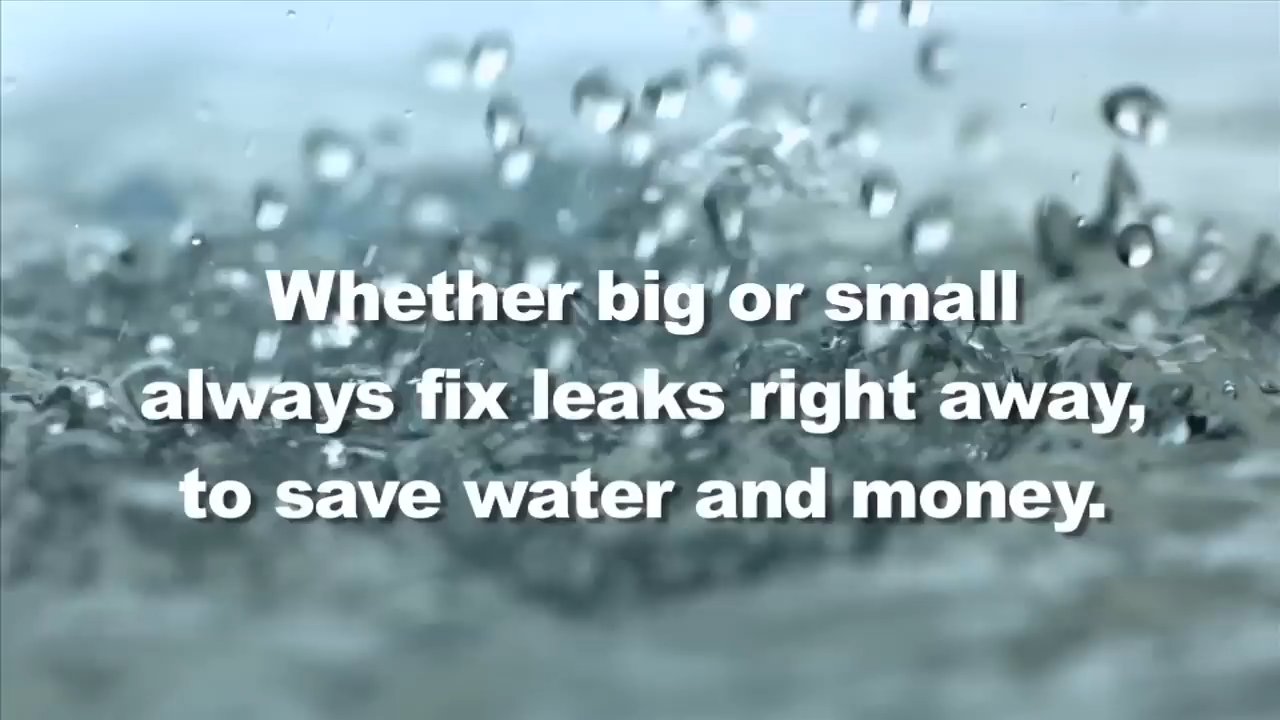 Whether big or small
always fix leaks right away,
to save water and money.